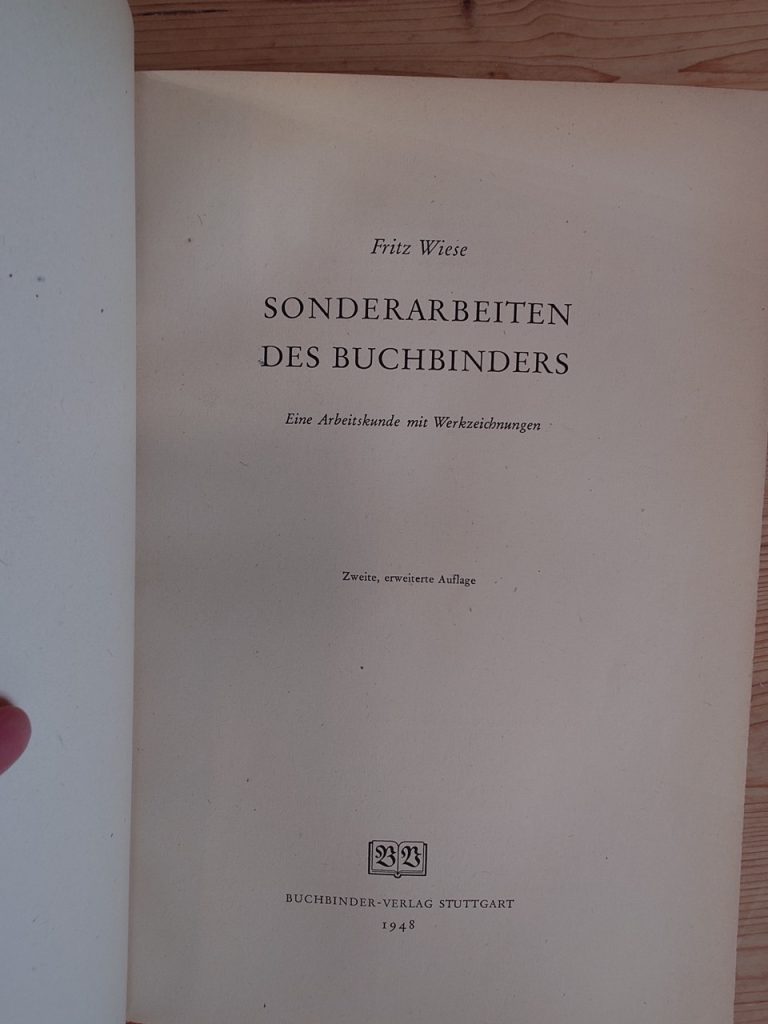 Fritz Wiese
SONDERARBEITEN
DES BUCHBINDERS
Eine Arbeitskunde mit Werkzeichnungen
Zweite, erweiterte Auflage
BV
BUCHBINDER-VERLAG STUTTGART
1948